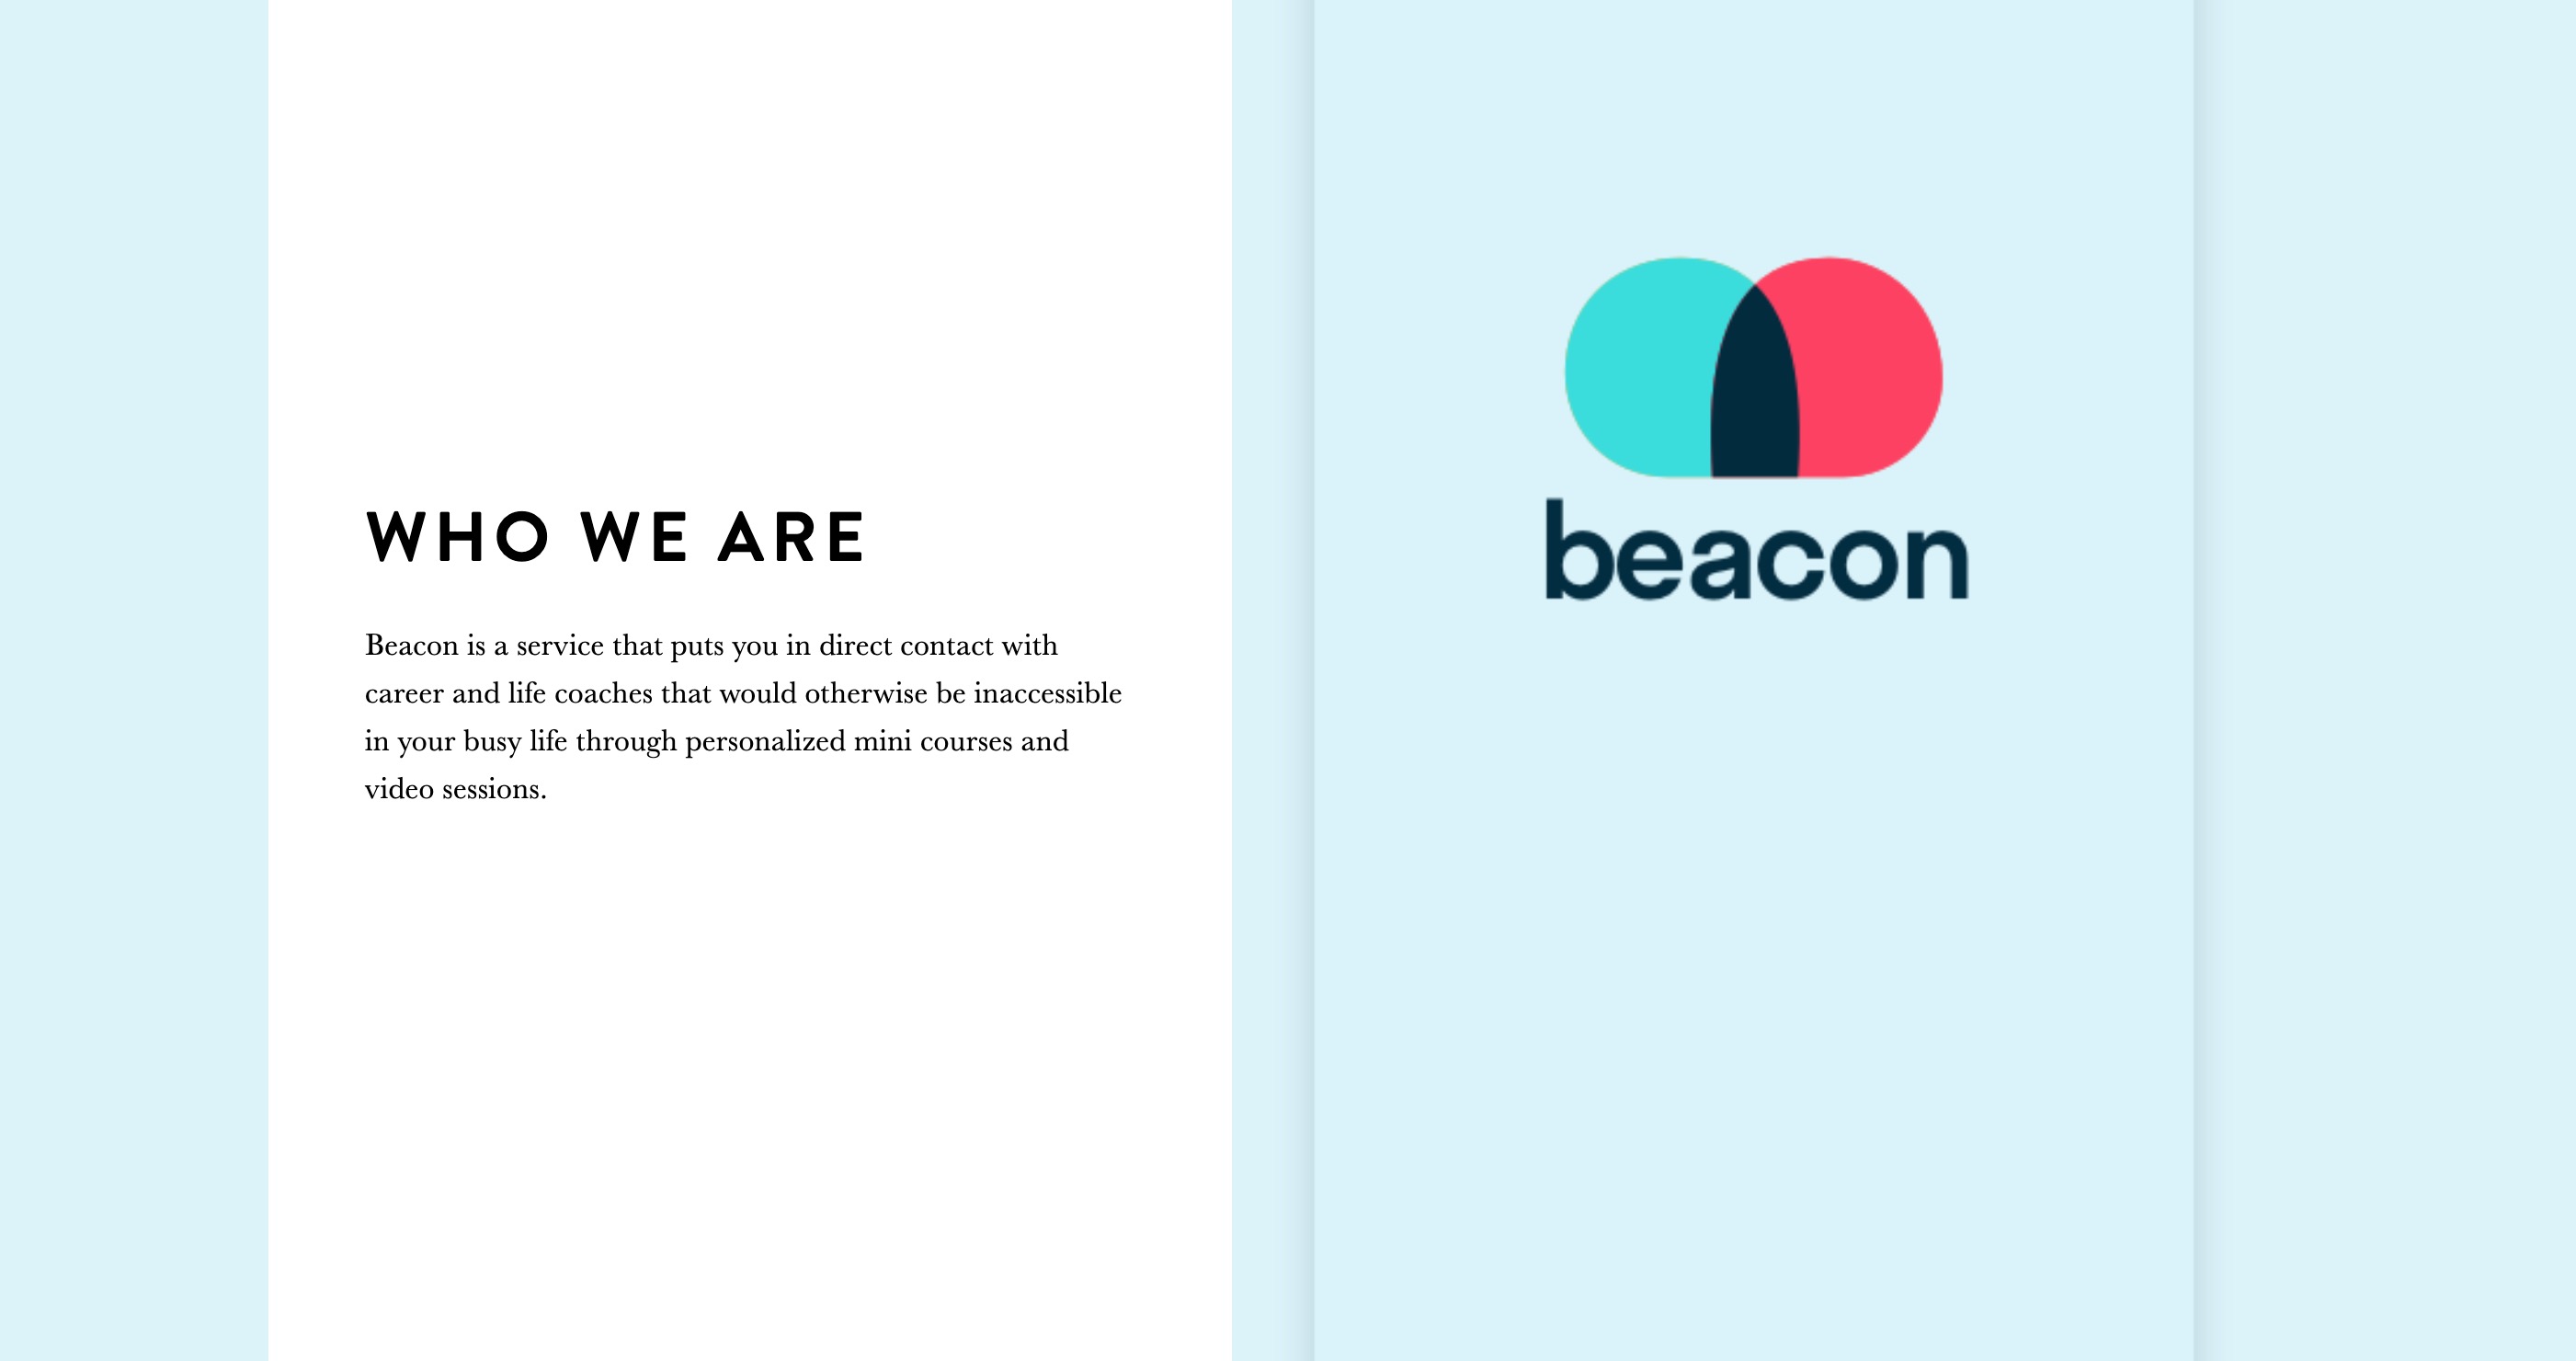 WHO WE ARE
Beacon is a service that puts you in direct contact with
career and life coaches that would otherwise be inaccessible
in your busy life through personalized mini courses and
video sessions.
beacon